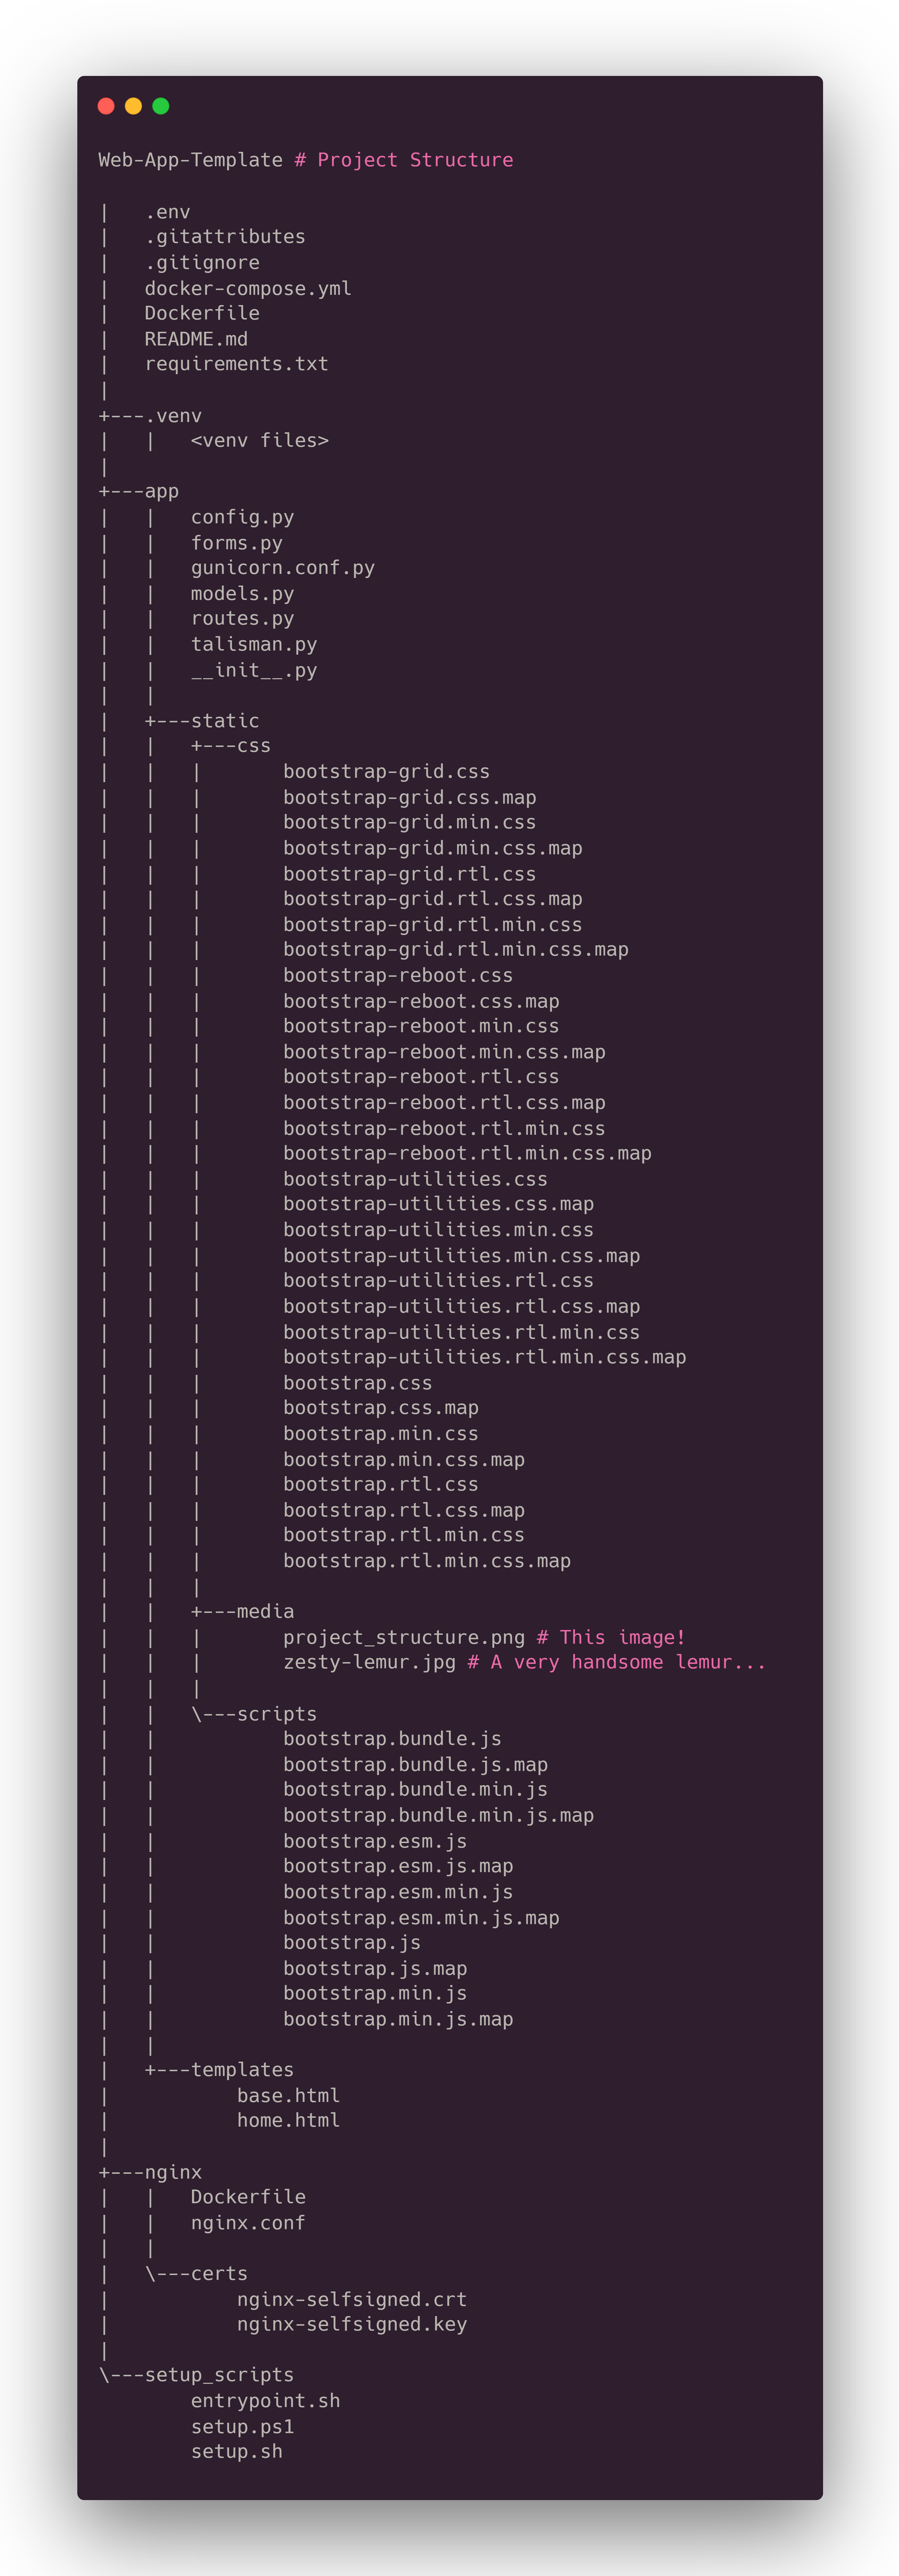 Web-App-Template # Project Structure

|   .env
|   .gitattributes
|   .gitignore
|   docker-compose.yml
|   Dockerfile
|   README.md
|   requirements.txt
|
+---.venv
|   |   <venv files>
|
+---app
|   |   config.py
|   |   forms.py
|   |   gunicorn.conf.py
|   |   models.py
|   |   routes.py
|   |   talisman.py
|   |   __init__.py
|   |
|   +---static
|   |   +---css
|   |   |       bootstrap-grid.css
|   |   |       bootstrap-grid.css.map
|   |   |       bootstrap-grid.min.css
|   |   |       bootstrap-grid.min.css.map
|   |   |       bootstrap-grid.rtl.css
|   |   |       bootstrap-grid.rtl.css.map
|   |   |       bootstrap-grid.rtl.min.css
|   |   |       bootstrap-grid.rtl.min.css.map
|   |   |       bootstrap-reboot.css
|   |   |       bootstrap-reboot.css.map
|   |   |       bootstrap-reboot.min.css
|   |   |       bootstrap-reboot.min.css.map
|   |   |       bootstrap-reboot.rtl.css
|   |   |       bootstrap-reboot.rtl.css.map
|   |   |       bootstrap-reboot.rtl.min.css
|   |   |       bootstrap-reboot.rtl.min.css.map
|   |   |       bootstrap-utilities.css
|   |   |       bootstrap-utilities.css.map
|   |   |       bootstrap-utilities.min.css
|   |   |       bootstrap-utilities.min.css.map
|   |   |       bootstrap-utilities.rtl.css
|   |   |       bootstrap-utilities.rtl.css.map
|   |   |       bootstrap-utilities.rtl.min.css
|   |   |       bootstrap-utilities.rtl.min.css.map
|   |   |       bootstrap.css
|   |   |       bootstrap.css.map
|   |   |       bootstrap.min.css
|   |   |       bootstrap.min.css.map
|   |   |       bootstrap.rtl.css
|   |   |       bootstrap.rtl.css.map
|   |   |       bootstrap.rtl.min.css
|   |   |       bootstrap.rtl.min.css.map
|   |   |
|   |   +---media
|   |   |       project_structure.png # This image!
|   |   |       zesty-lemur.jpg # A very handsome lemur...
|   |   |
|   |   \---scripts
|   |           bootstrap.bundle.js
|   |           bootstrap.bundle.js.map
|   |           bootstrap.bundle.min.js
|   |           bootstrap.bundle.min.js.map
|   |           bootstrap.esm.js
|   |           bootstrap.esm.js.map
|   |           bootstrap.esm.min.js
|   |           bootstrap.esm.min.js.map
|   |           bootstrap.js
|   |           bootstrap.js.map
|   |           bootstrap.min.js
|   |           bootstrap.min.js.map
|   |
|   +---templates
|           base.html
|           home.html
|
+---nginx
|   |   Dockerfile
|   |   nginx.conf
|   |
|   \---certs
|           nginx-selfsigned.crt
|           nginx-selfsigned.key
|
\---setup_scripts
        entrypoint.sh
        setup.ps1
        setup.sh